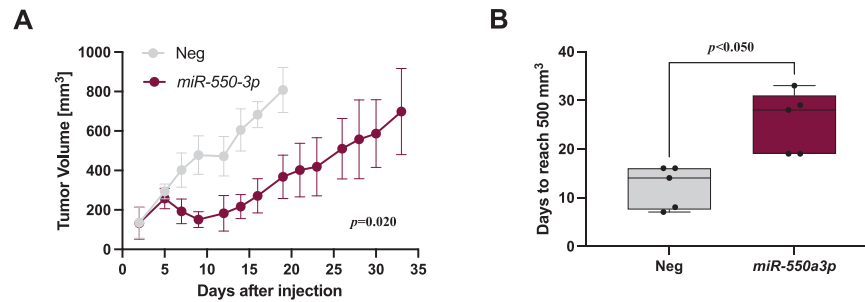 A
Neg
miR-550-3p
Tumor Volume [mm³]
1000
800
600
400
200
0
p=0.020
0 5 10 15 20 25 30 35
Days after injection
B
p<0.050
Days to reach 500 mm³
40
30
20
10
0
Neg miR-550a3p